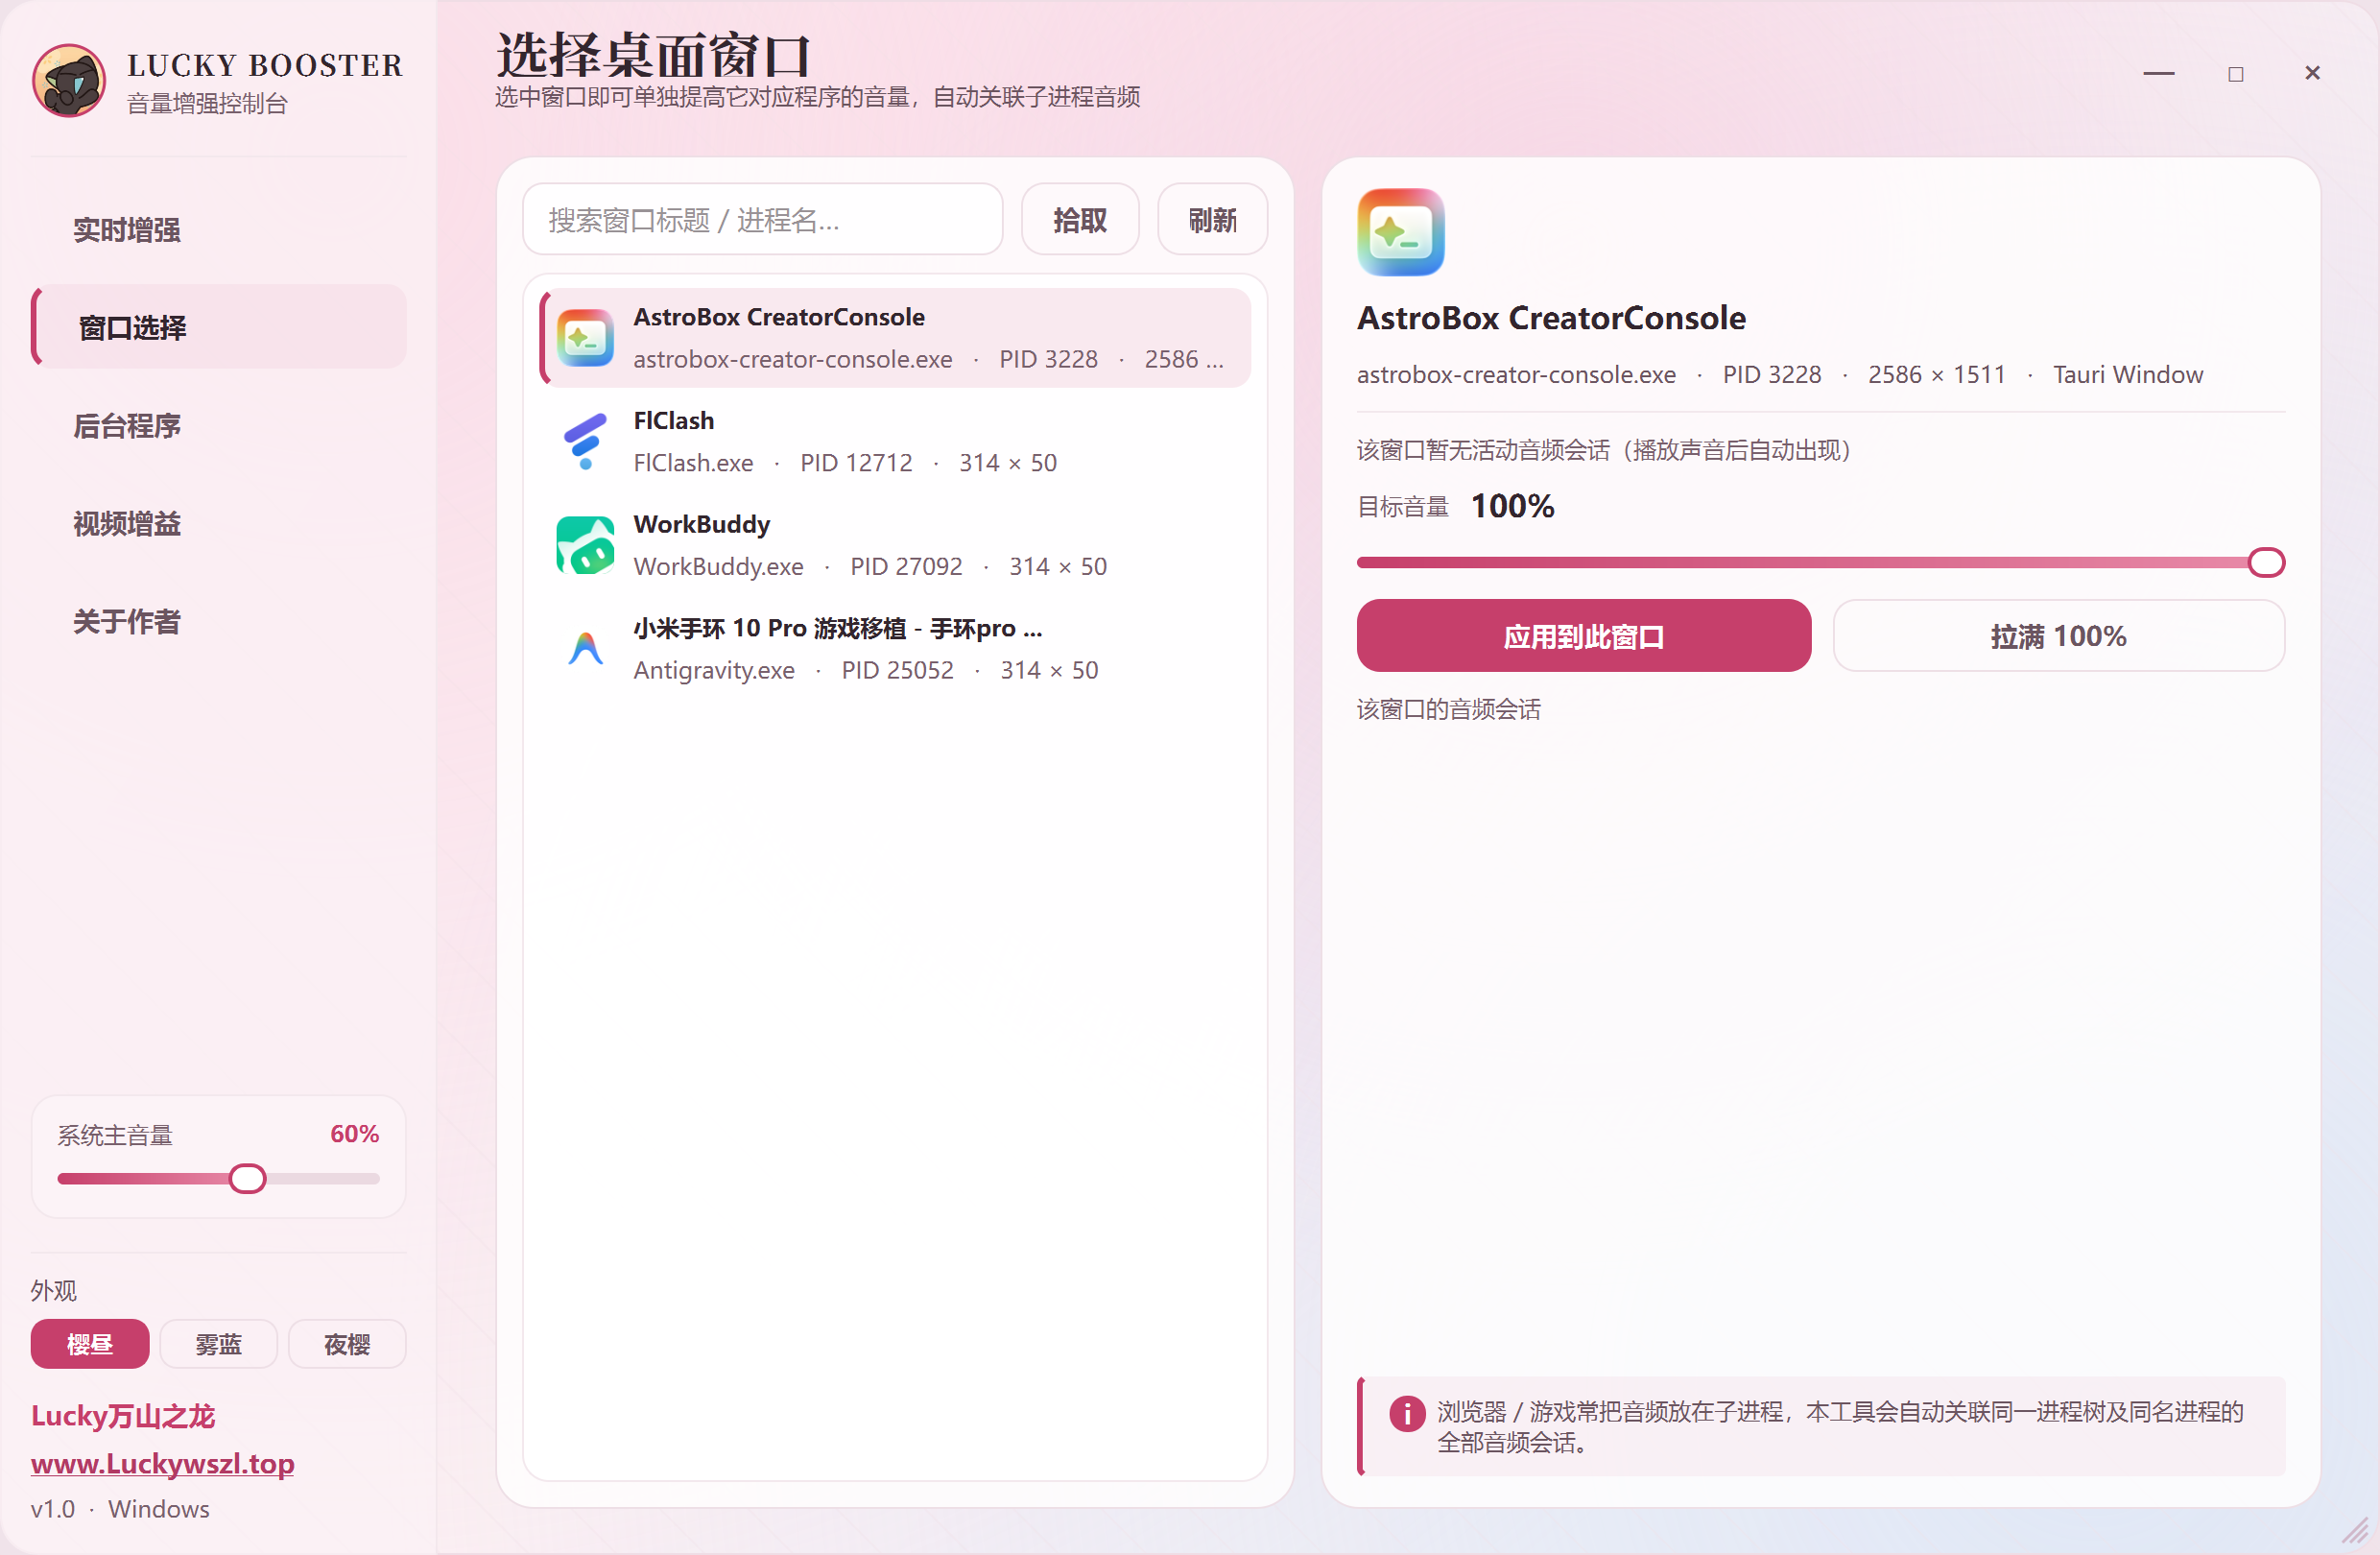 LUCKY BOOSTER
音量增强控制台
实时增强
窗口选择
后台程序
视频增益
关于作者
系统主音量 60%
外观
樱昼 雾蓝 夜樱
Lucky万山之龙
www.Luckywszl.top
v1.0 · Windows
选择桌面窗口
选中窗口即可单独提高它对应程序的音量，自动关联子进程音频
搜索窗口标题 / 进程名... 拾取 刷新
AstroBox CreatorConsole
astrobox-creator-console.exe · PID 3228 · 2586 ...
FlClash
FlClash.exe · PID 12712 · 314 × 50
WorkBuddy
WorkBuddy.exe · PID 27092 · 314 × 50
小米手环 10 Pro 游戏移植 - 手环pro ...
Antigravity.exe · PID 25052 · 314 × 50
AstroBox CreatorConsole
astrobox-creator-console.exe · PID 3228 · 2586 × 1511 · Tauri Window
该窗口暂无活动音频会话（播放声音后自动出现）
目标音量 100%
应用到此窗口 拉满 100%
该窗口的音频会话
浏览器 / 游戏常把音频放在子进程，本工具会自动关联同一进程树及同名进程的
全部音频会话。